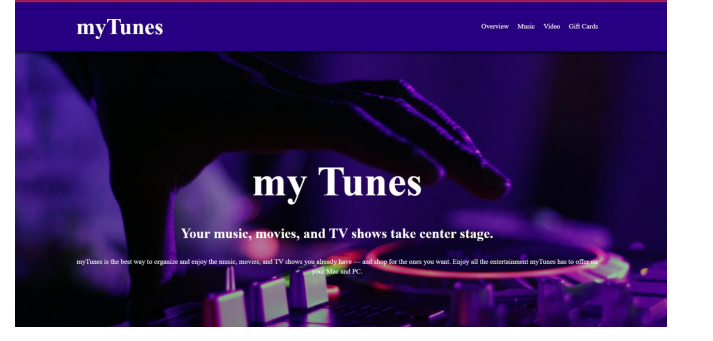 myTunes
Overview Music Video Gift Cards
my Tunes
Your music, movies, and TV shows take center stage.
myTunes is the best way to organize and enjoy the music, movies, and TV shows you already have — and shop for the ones you want. Enjoy all the entertainment myTunes has to offer on
your Mac and PC.